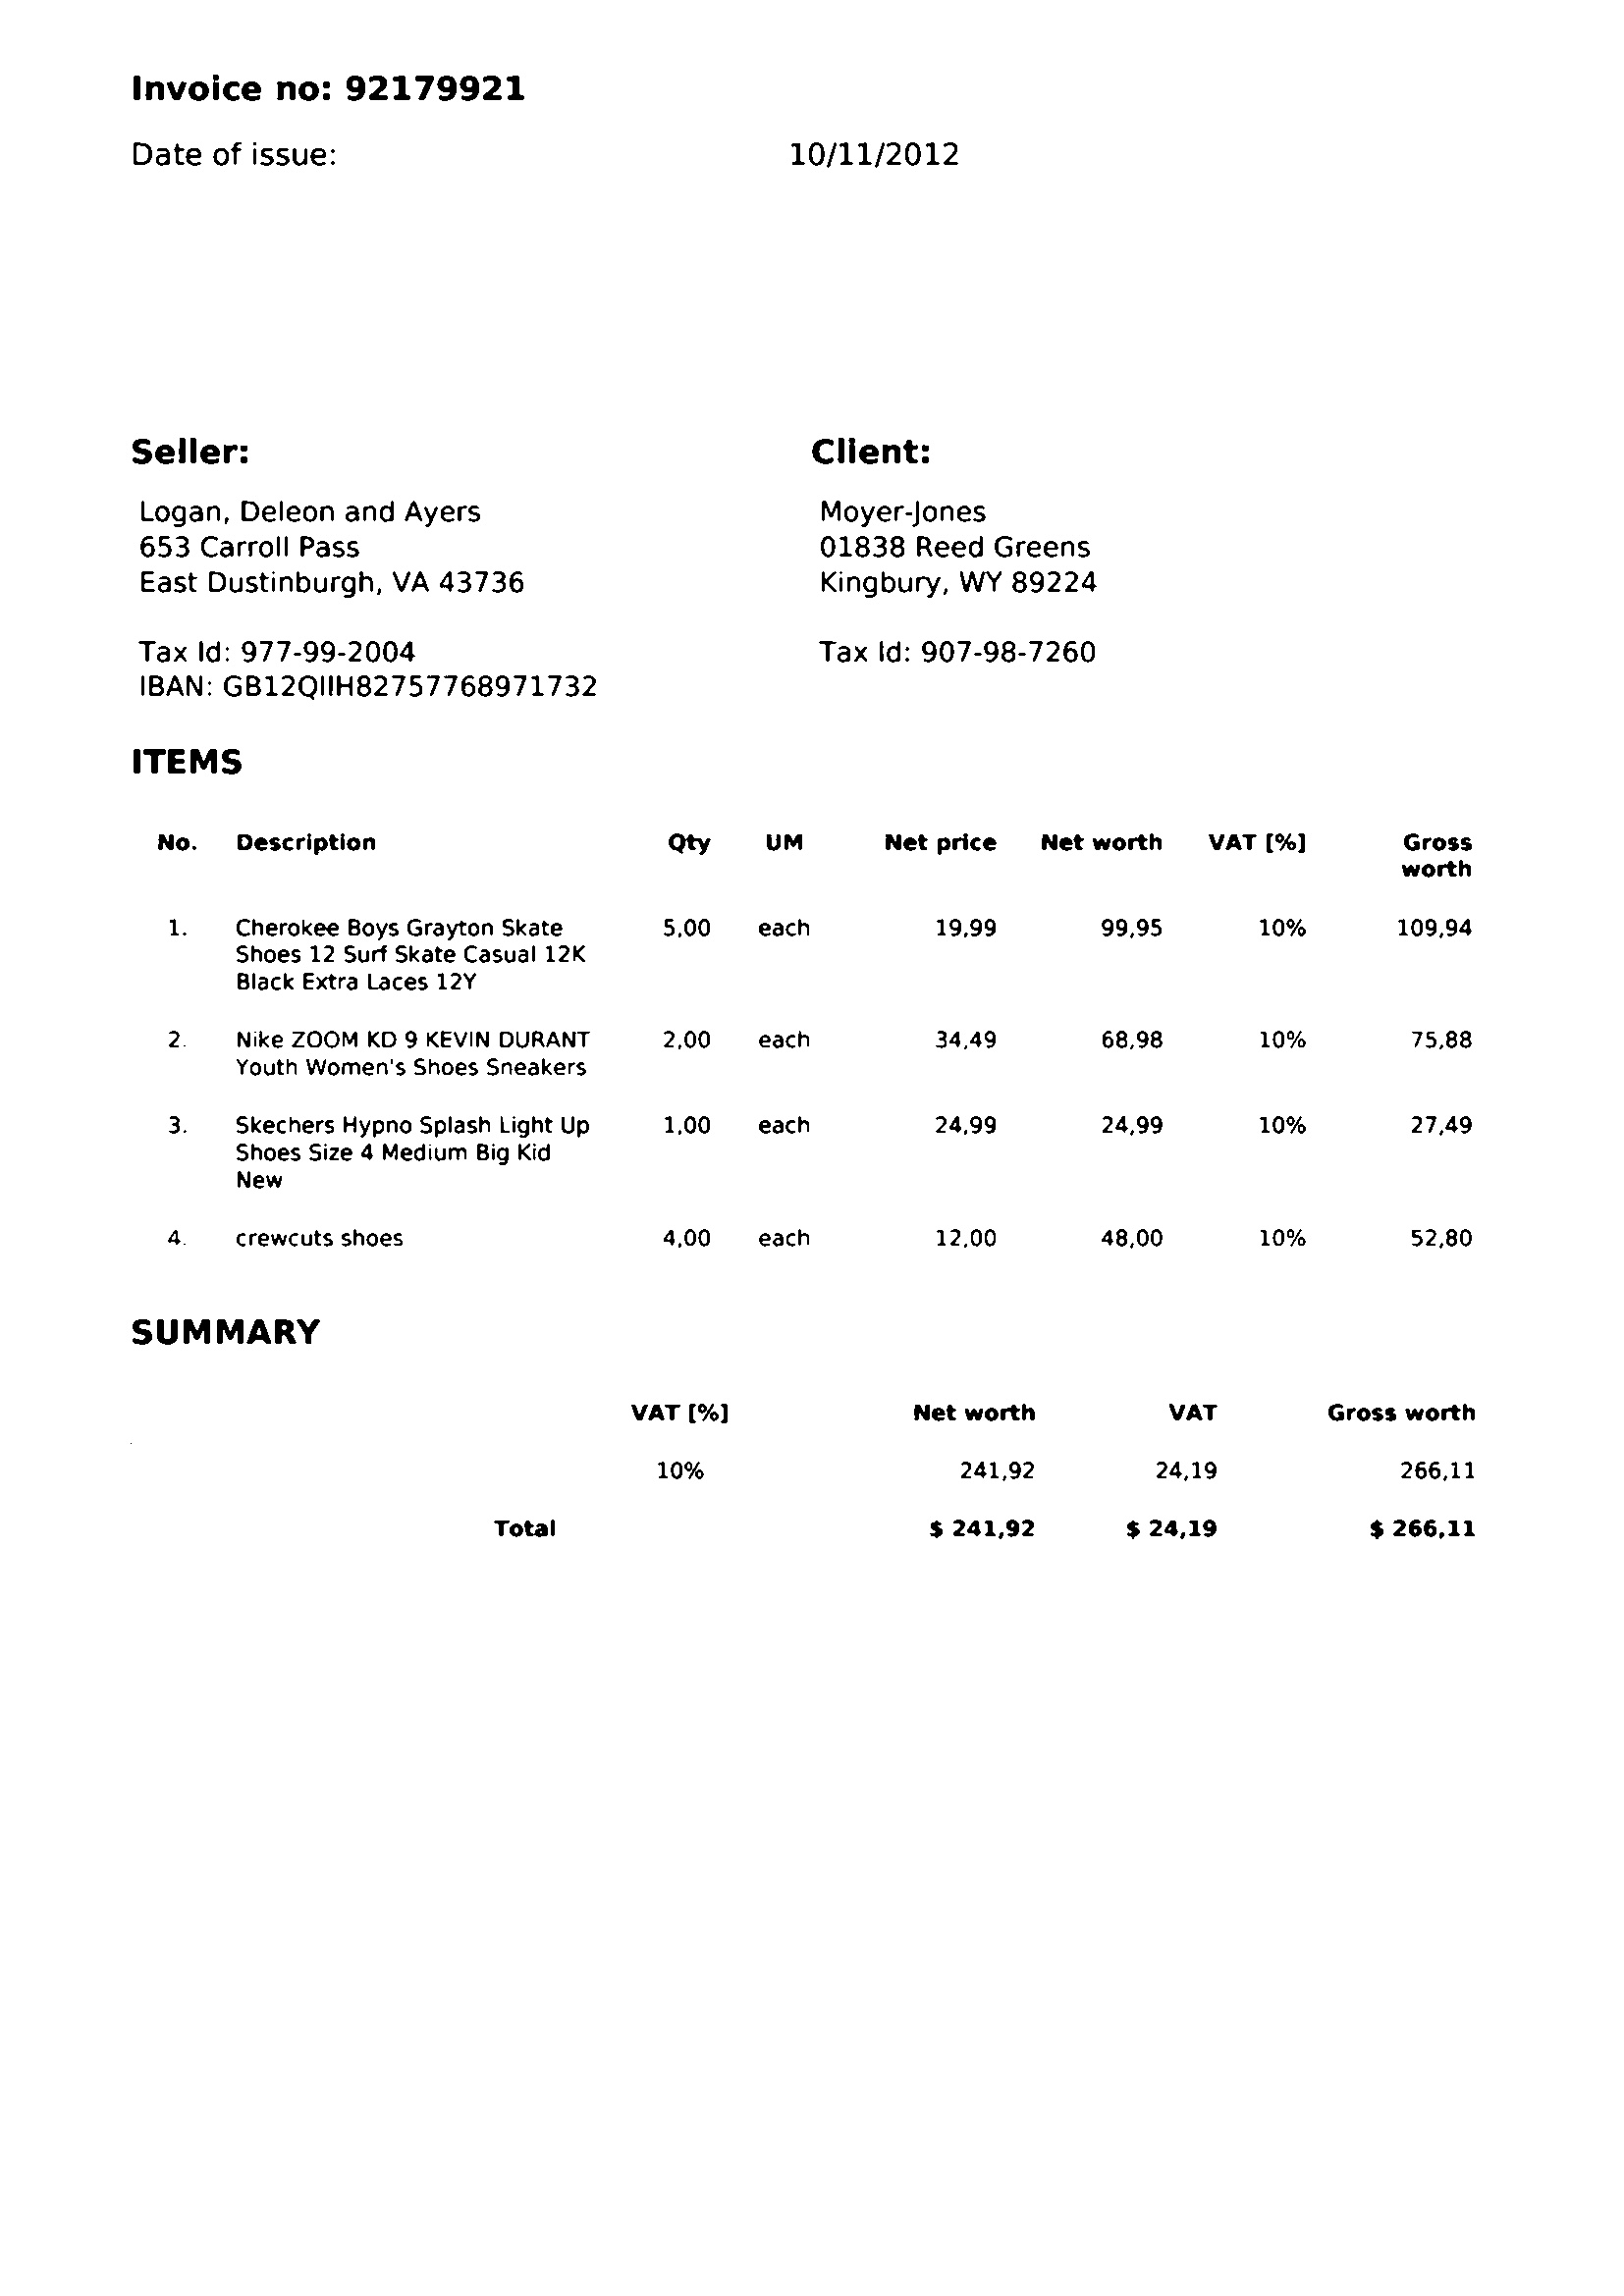 Invoice no: 92179921
Date of issue: 10/11/2012
Seller: Client:
Logan, Deleon and Ayers Moyer-Jones
653 Carroll Pass 01838 Reed Greens
East Dustinburgh, VA 43736 Kingbury, WY 89224
Tax Id: 977-99-2004 Tax Id: 907-98-7260
IBAN: GB12QIIH82757768971732
ITEMS
No. Description Qty UM Net price Net worth VAT [%] Gross
worth
1. Cherokee Boys Grayton Skate 5,00 each 19,99 99,95 10% 109,94
Shoes 12 Surf Skate Casual 12K
Black Extra Laces 12Y
2. Nike ZOOM KD 9 KEVIN DURANT 2,00 each 34,49 68,98 10% 75,88
Youth Women's Shoes Sneakers
3. Skechers Hypno Splash Light Up 1,00 each 24,99 24,99 10% 27,49
Shoes Size 4 Medium Big Kid
New
4. crewcuts shoes 4,00 each 12,00 48,00 10% 52,80
SUMMARY
VAT [%] Net worth VAT Gross worth
10% 241,92 24,19 266,11
Total $ 241,92 $ 24,19 $ 266,11